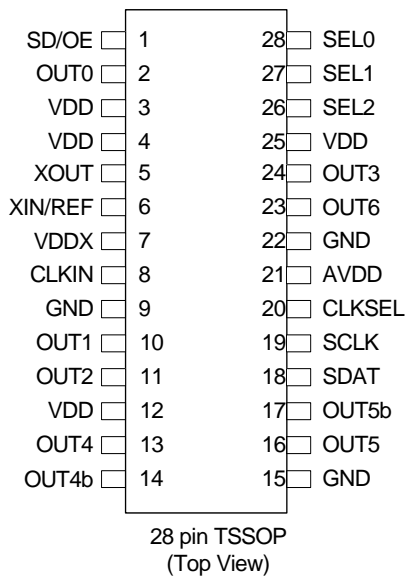 SD/OE 1 28 SEL0
OUT0 2 27 SEL1
VDD 3 26 SEL2
VDD 4 25 VDD
XOUT 5 24 OUT3
XIN/REF 6 23 OUT6
VDDX 7 22 GND
CLKIN 8 21 AVDD
GND 9 20 CLKSEL
OUT1 10 19 SCLK
OUT2 11 18 SDAT
VDD 12 17 OUT5b
OUT4 13 16 OUT5
OUT4b 14 15 GND
28 pin TSSOP
(Top View)